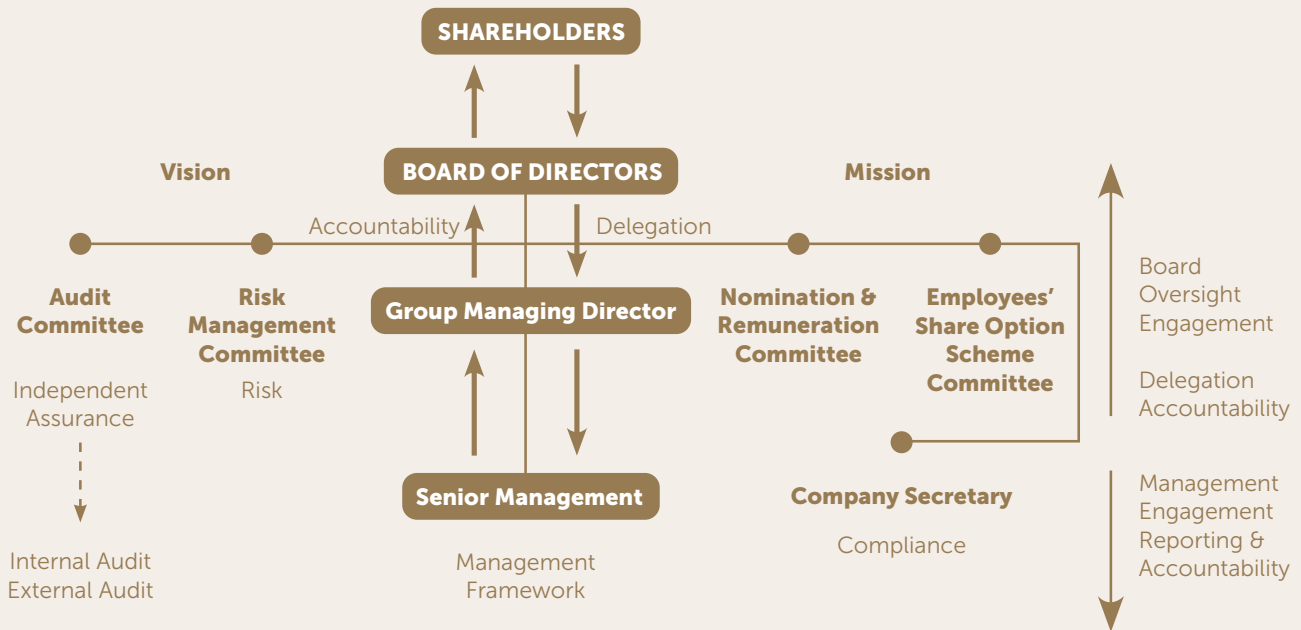 SHAREHOLDERS
BOARD OF DIRECTORS
Vision
Mission
Accountability
Delegation
Audit
Committee
Independent
Assurance
Internal Audit
External Audit
Risk
Management
Committee
Risk
Group Managing Director
Senior Management
Management
Framework
Nomination &
Remuneration
Committee
Employees’
Share Option
Scheme
Committee
Company Secretary
Compliance
Board
Oversight
Engagement
Delegation
Accountability
Management
Engagement
Reporting &
Accountability